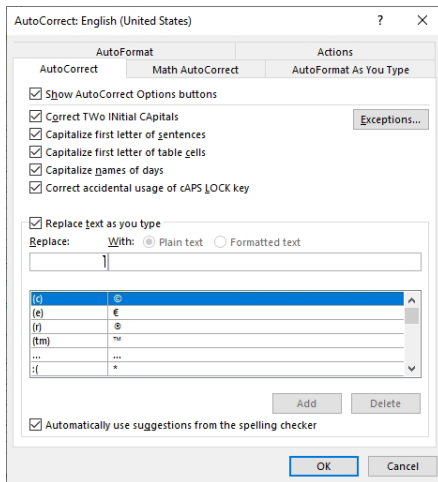 AutoCorrect: English (United States) ? ×
AutoFormat Actions
AutoCorrect Math AutoCorrect AutoFormat As You Type
Show AutoCorrect Options buttons
Correct TWo INitial CApitals Exceptions...
Capitalize first letter of sentences
Capitalize first letter of table cells
Capitalize names of days
Correct accidental usage of cAPS LOCK key
Replace text as you type
Replace: With: Plain text Formatted text
(c) ©
(e) €
(r) ®
(tm) ™
... ...
:( *
Add Delete
Automatically use suggestions from the spelling checker
OK Cancel